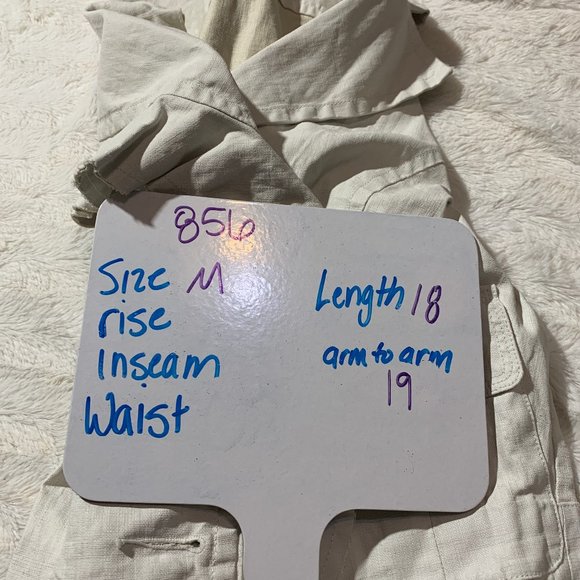 856
Size M
rise
Inseam
Waist
Length 18
arm to arm
19